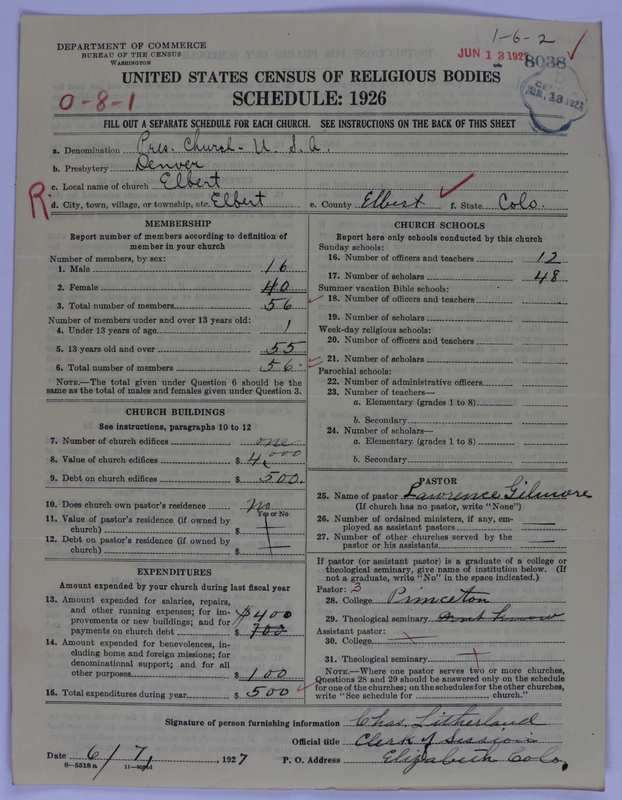 1-6-2
DEPARTMENT OF COMMERCE
BUREAU OF THE CENSUS
WASHINGTON
JUN 13 1927
8038
JUN. 13 1927
UNITED STATES CENSUS OF RELIGIOUS BODIES
SCHEDULE: 1926
0-8-1
FILL OUT A SEPARATE SCHEDULE FOR EACH CHURCH. SEE INSTRUCTIONS ON THE BACK OF THIS SHEET
a. Denomination Pres. Church - U. S. A.
b. Presbytery Denver
c. Local name of church Elbert
R.
d. City, town, village, or township, etc. Elbert e. County Elbert f. State Colo.
MEMBERSHIP
Report number of members according to definition of
member in your church
Number of members, by sex:
1. Male 16
2. Female 40
3. Total number of members 56
Number of members under and over 13 years old:
4. Under 13 years of age 1
5. 13 years old and over 55
6. Total number of members 56
NOTE.—The total given under Question 6 should be the
same as the total of males and females given under Question 3.
CHURCH BUILDINGS
See instructions, paragraphs 10 to 12
7. Number of church edifices one
8. Value of church edifices $ 4,000
9. Debt on church edifices $ 500.
10. Does church own pastor's residence No
Yes or No
11. Value of pastor's residence (if owned by
church) $
12. Debt on pastor's residence (if owned by
church) $
EXPENDITURES
Amount expended by your church during last fiscal year
13. Amount expended for salaries, repairs,
and other running expenses; for im-
provements or new buildings; and for
payments on church debt $ 400
$ 700
14. Amount expended for benevolences, in-
cluding home and foreign missions; for
denominational support; and for all
other purposes $ 100
15. Total expenditures during year $ 500
CHURCH SCHOOLS
Report here only schools conducted by this church
Sunday schools:
16. Number of officers and teachers 12
17. Number of scholars 48
Summer vacation Bible schools:
18. Number of officers and teachers
19. Number of scholars
Week-day religious schools:
20. Number of officers and teachers
21. Number of scholars
Parochial schools:
22. Number of administrative officers
23. Number of teachers—
a. Elementary (grades 1 to 8)
b. Secondary
24. Number of scholars—
a. Elementary (grades 1 to 8)
b. Secondary
PASTOR
25. Name of pastor Lawrence Gilmore
(If church has no pastor, write "None")
26. Number of ordained ministers, if any, em-
ployed as assistant pastors
27. Number of other churches served by the
pastor or his assistants
If pastor (or assistant pastor) is a graduate of a college or
theological seminary, give name of institution below. (If
not a graduate, write "No" in the space indicated.)
Pastor: 3
28. College Princeton
29. Theological seminary Don't know
Assistant pastor:
30. College
31. Theological seminary
NOTE.—Where one pastor serves two or more churches,
Questions 28 and 29 should be answered only on the schedule
for one of the churches; on the schedules for the other churches,
write "See schedule for church."
Signature of person furnishing information Chas. Litherland
Official title Clerk of Session
Date 6/7, 1927 P. O. Address Elizabeth Colo.
8-5318a